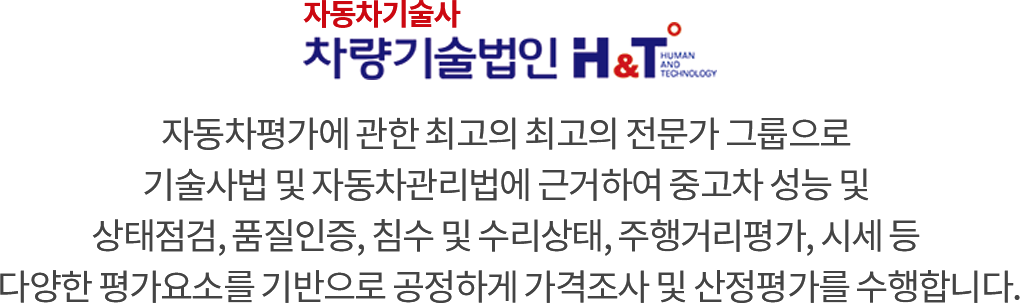 자동차기술사
차량기술법인 H&T
HUMAN
AND
TECHNOLOGY
자동차평가에 관한 최고의 최고의 전문가 그룹으로
기술사법 및 자동차관리법에 근거하여 중고차 성능 및
상태점검, 품질인증, 침수 및 수리상태, 주행거리평가, 시세 등
다양한 평가요소를 기반으로 공정하게 가격조사 및 산정평가를 수행합니다.